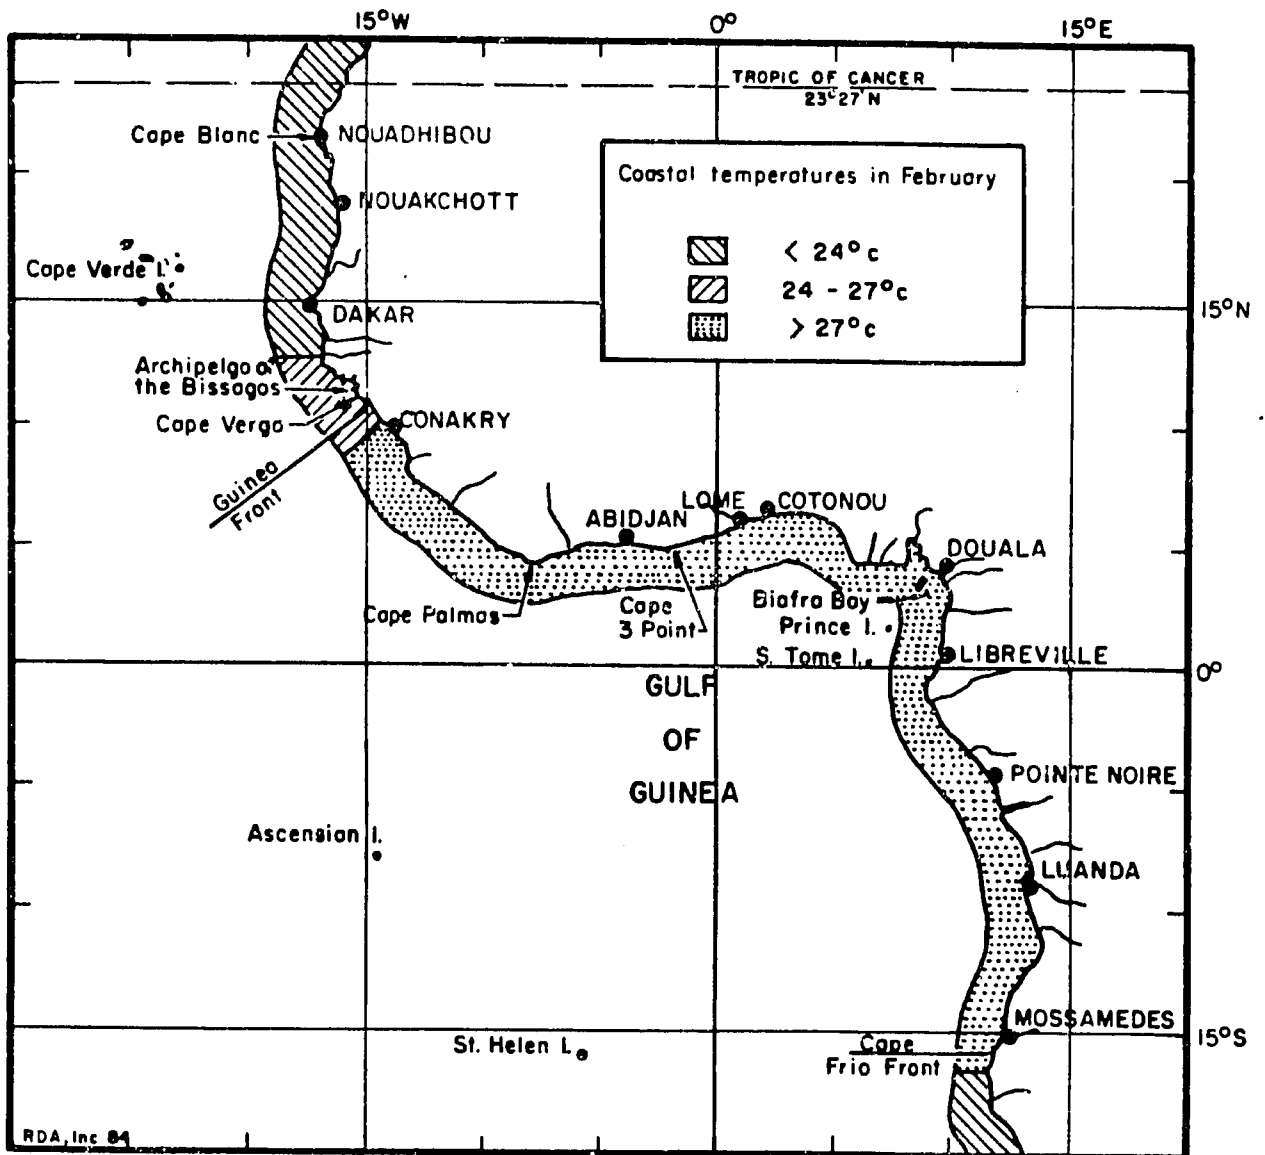 15°W
0°
15°E
TROPIC OF CANCER
23°27'N
Cape Blanc
NOUADHIBOU
Coastal temperatures in February
NOUAKCHOTT
< 24°c
Cape Verde I.
24 - 27°c
DAKAR
> 27°c
15°N
Archipelgo of
the Bissagos
Cape Verga
CONAKRY
Guinea
Front
LOME
COTONOU
ABIDJAN
DOUALA
Cape Palmas
Cape
3 Point
Biafra Bay
Prince I.
S. Tome I.
LIBREVILLE
0°
GULF
OF
GUINEA
POINTE NOIRE
Ascension I.
LUANDA
MOSSAMEDES
St. Helen I.
Cape
Frio Front
15°S
RDA, Inc 84